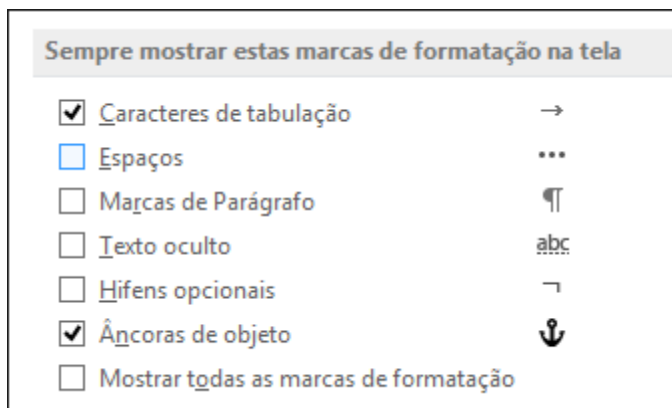 Sempre mostrar estas marcas de formatação na tela
Caracteres de tabulação →
Espaços •••
Marcas de Parágrafo ¶
Texto oculto abc
Hifens opcionais ¬
Âncoras de objeto ⚓
Mostrar todas as marcas de formatação